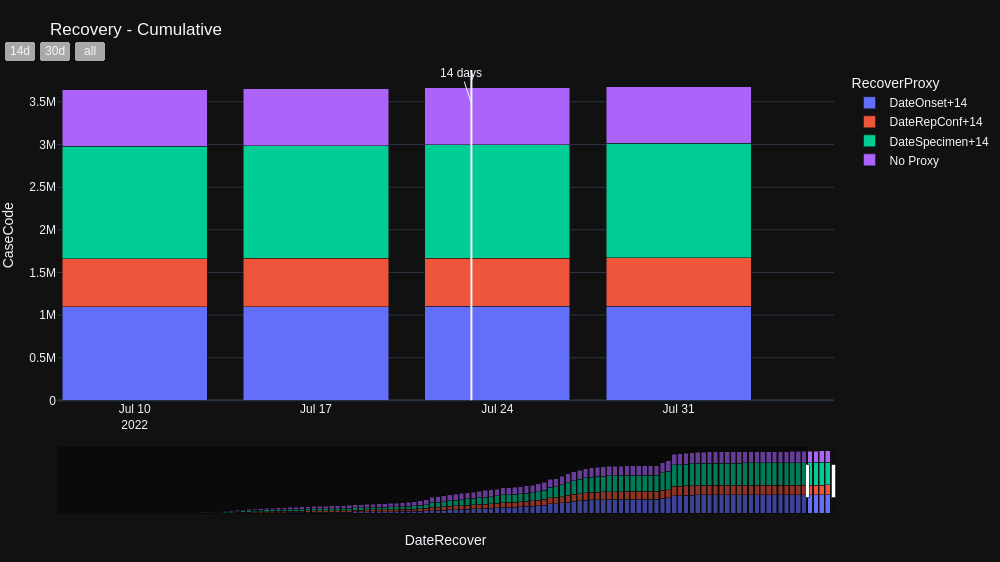 Recovery - Cumulative
14d 30d all
14 days
RecoverProxy
DateOnset+14
DateRepConf+14
DateSpecimen+14
No Proxy
3.5M
3M
2.5M
2M
1.5M
1M
0.5M
0
CaseCode
Jul 10 Jul 17 Jul 24 Jul 31
2022
DateRecover